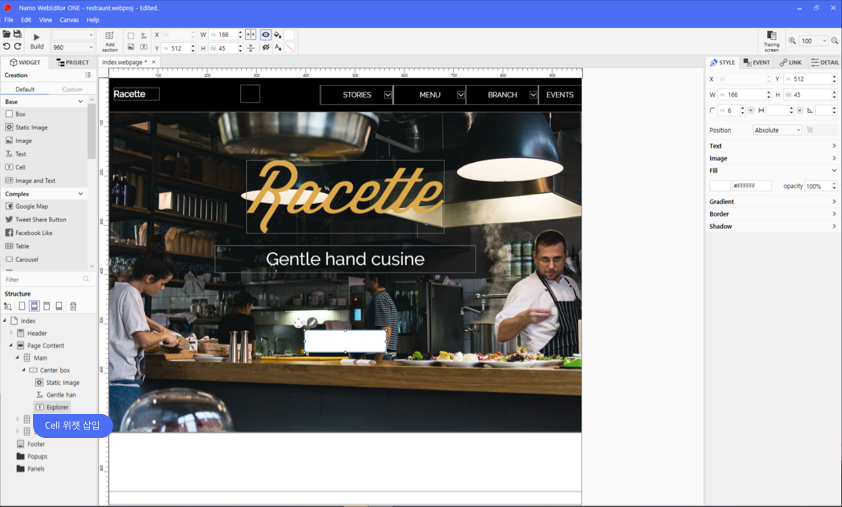 Namo WebEditor ONE - restraunt.webproj - Edited.
File Edit View Canvas Help
Build
960
Add section
X
W 166
Y 512
H 45
Tracing screen
100
WIDGET PROJECT
index.webpage *
STYLE EVENT LINK DETAIL
Creation
Default Custom
Base
Box
Static Image
Image
Text
Cell
Image and Text
Complex
Google Map
Tweet Share Button
Facebook Like
Table
Carousel
Filter
Structure
index
Header
Page Content
Main
Center box
Static Image
Gentle han
Explorer
Cell 위젯 삽입
Footer
Popups
Panels
Racette
STORIES MENU BRANCH EVENTS
Racette
Gentle hand cusine
X Y 512
W 166 H 45
6
Position Absolute
Text
Image
Fill
#FFFFFF opacity 100%
Gradient
Border
Shadow